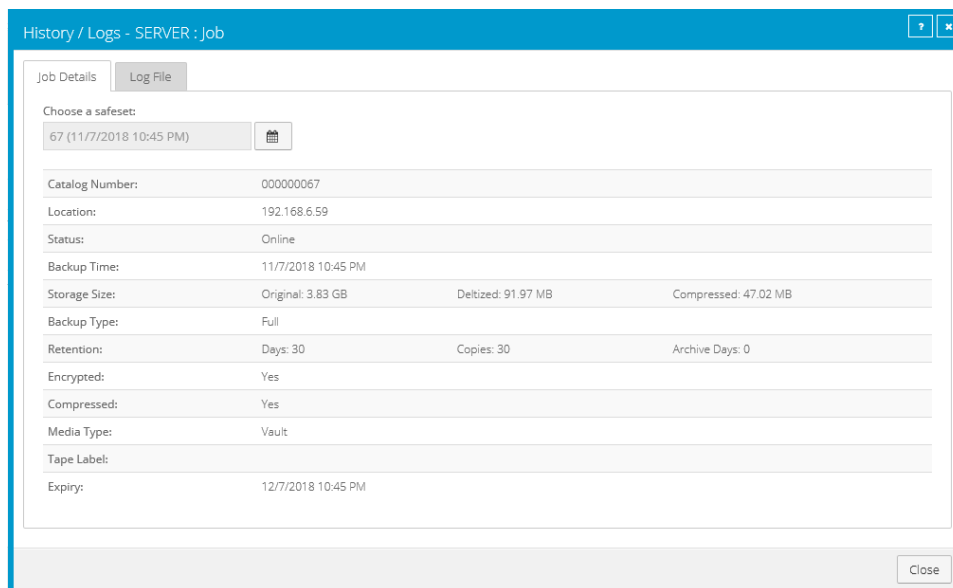 History / Logs - SERVER : Job
? ×
Job Details Log File
Choose a safeset:
67 (11/7/2018 10:45 PM)
Catalog Number: 000000067
Location: 192.168.6.59
Status: Online
Backup Time: 11/7/2018 10:45 PM
Storage Size: Original: 3.83 GB Deltized: 91.97 MB Compressed: 47.02 MB
Backup Type: Full
Retention: Days: 30 Copies: 30 Archive Days: 0
Encrypted: Yes
Compressed: Yes
Media Type: Vault
Tape Label:
Expiry: 12/7/2018 10:45 PM
Close